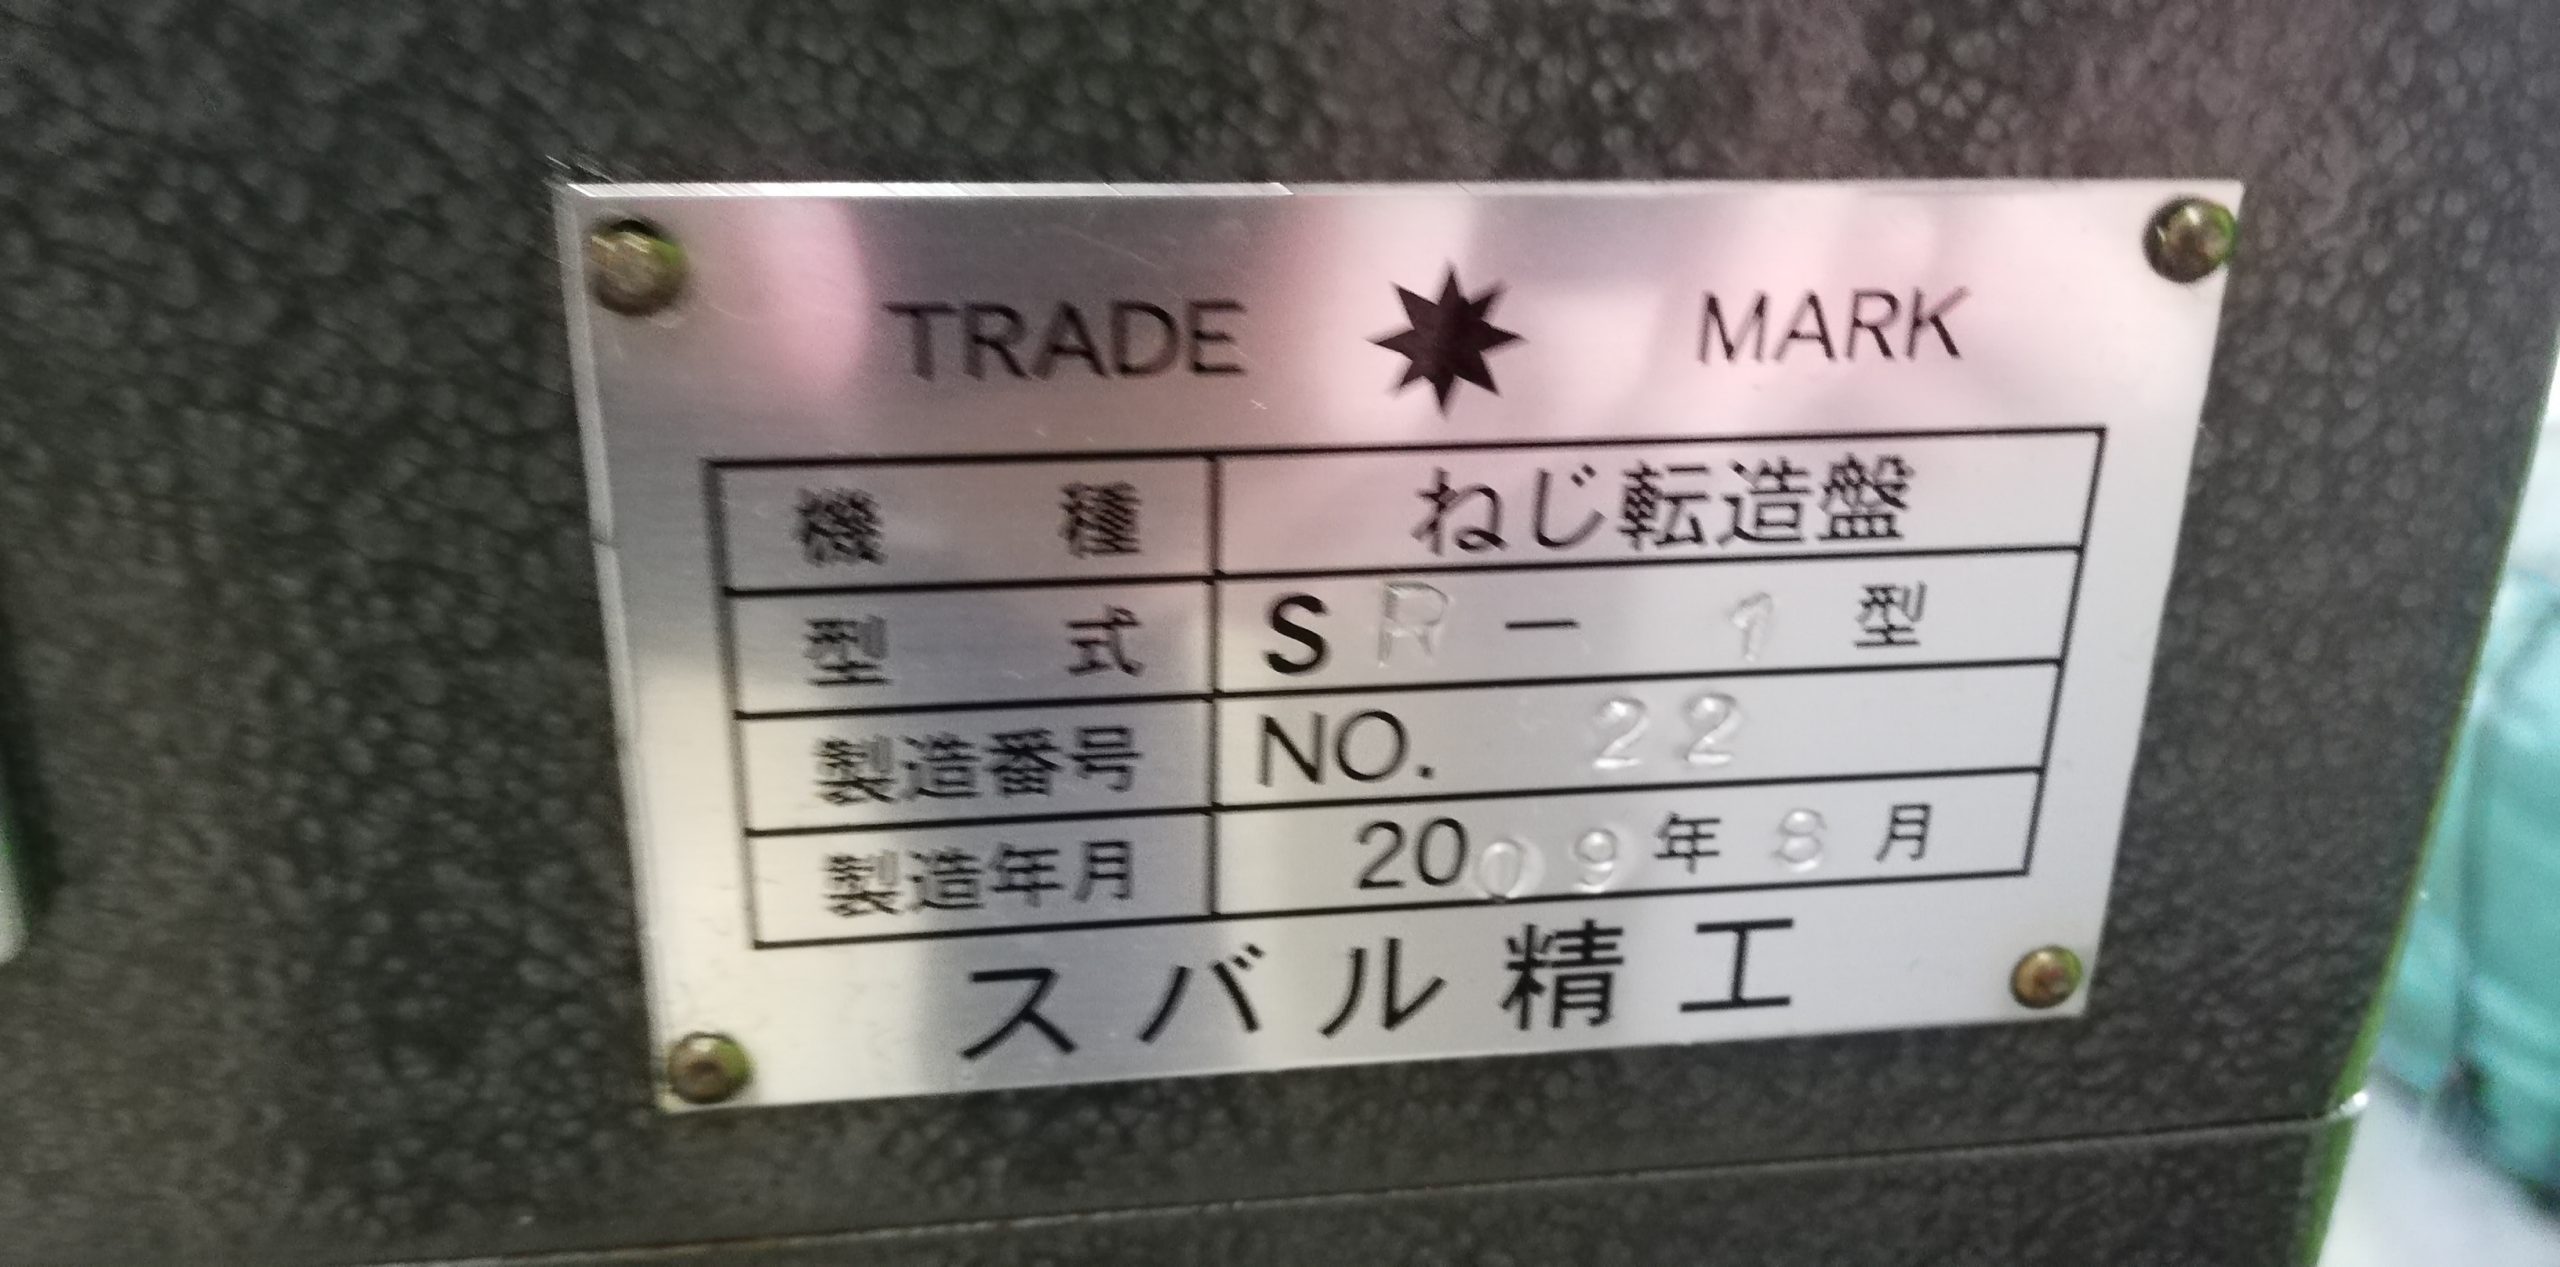 TRADE MARK
機種 ねじ転造盤
型式 SR-1型
製造番号 NO. 22
製造年月 2009年8月
スバル精工